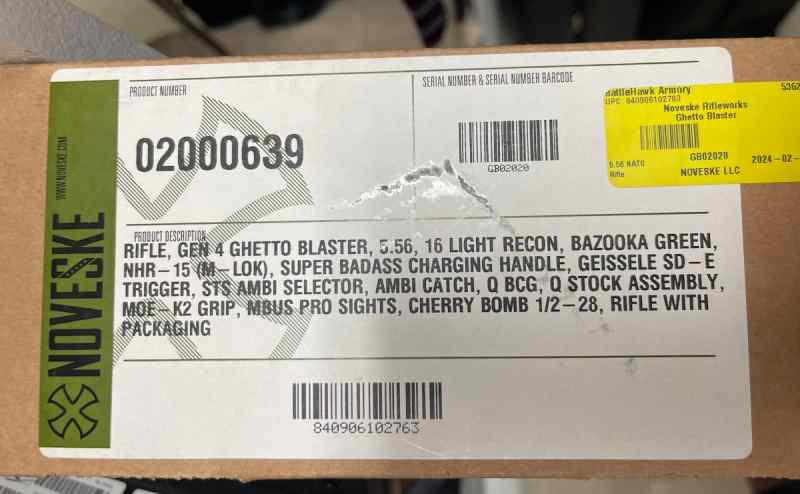 NOVESKE
WWW.NOVESKE.COM
PRODUCT NUMBER
02000639
SERIAL NUMBER & SERIAL NUMBER BARCODE
GB02020
BattleHawk Armory
5362
UPC: 840906102763
Noveske Rifleworks
Ghetto Blaster
5.56 NATO
Rifle
GB02020
NOVESKE LLC
2024-02-
PRODUCT DESCRIPTION
RIFLE, GEN 4 GHETTO BLASTER, 5.56, 16 LIGHT RECON, BAZOOKA GREEN,
NHR-15 (M-LOK), SUPER BADASS CHARGING HANDLE, GEISSELE SD-E
TRIGGER, STS AMBI SELECTOR, AMBI CATCH, Q BCG, Q STOCK ASSEMBLY,
MOE-K2 GRIP, MBUS PRO SIGHTS, CHERRY BOMB 1/2-28, RIFLE WITH
PACKAGING
840906102763